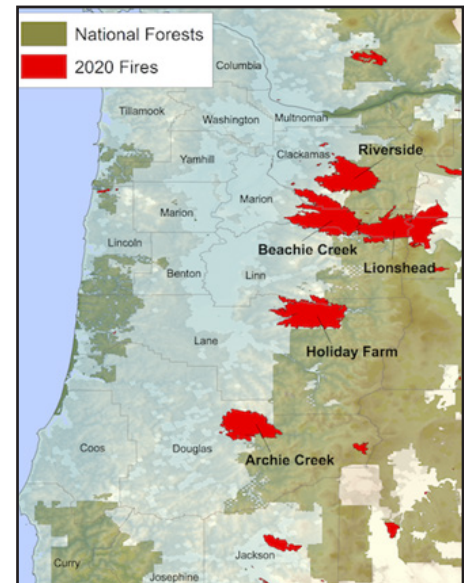 National Forests
2020 Fires
Columbia
Tillamook
Washington
Multnoman
Clackamas
Riverside
Yamhill
Marion
Marion
Beachie Creek
Lionshead
Lincoln
Benton
Linn
Lane
Holiday Farm
Coos
Douglas
Archie Creek
Curry
Jackson
Josephine